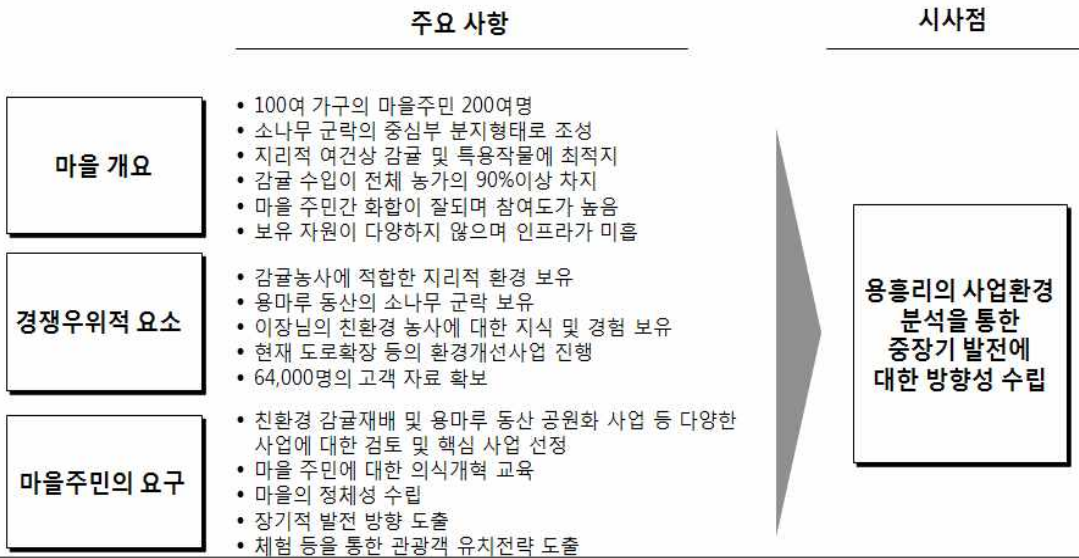 주요 사항
시사점
마을 개요
• 100여 가구의 마을주민 200여명
• 소나무 군락의 중심부 분지형태로 조성
• 지리적 여건상 감귤 및 특용작물에 최적지
• 감귤 수입이 전체 농가의 90%이상 차지
• 마을 주민간 화합이 잘되며 참여도가 높음
• 보유 자원이 다양하지 않으며 인프라가 미흡
경쟁우위적 요소
• 감귤농사에 적합한 지리적 환경 보유
• 용마루 동산의 소나무 군락 보유
• 이장님의 친환경 농사에 대한 지식 및 경험 보유
• 현재 도로확장 등의 환경개선사업 진행
• 64,000명의 고객 자료 확보
마을주민의 요구
• 친환경 감귤재배 및 용마루 동산 공원화 사업 등 다양한
사업에 대한 검토 및 핵심 사업 선정
• 마을 주민에 대한 의식개혁 교육
• 마을의 정체성 수립
• 장기적 발전 방향 도출
• 체험 등을 통한 관광객 유치전략 도출
용흥리의 사업환경
분석을 통한
중장기 발전에
대한 방향성 수립